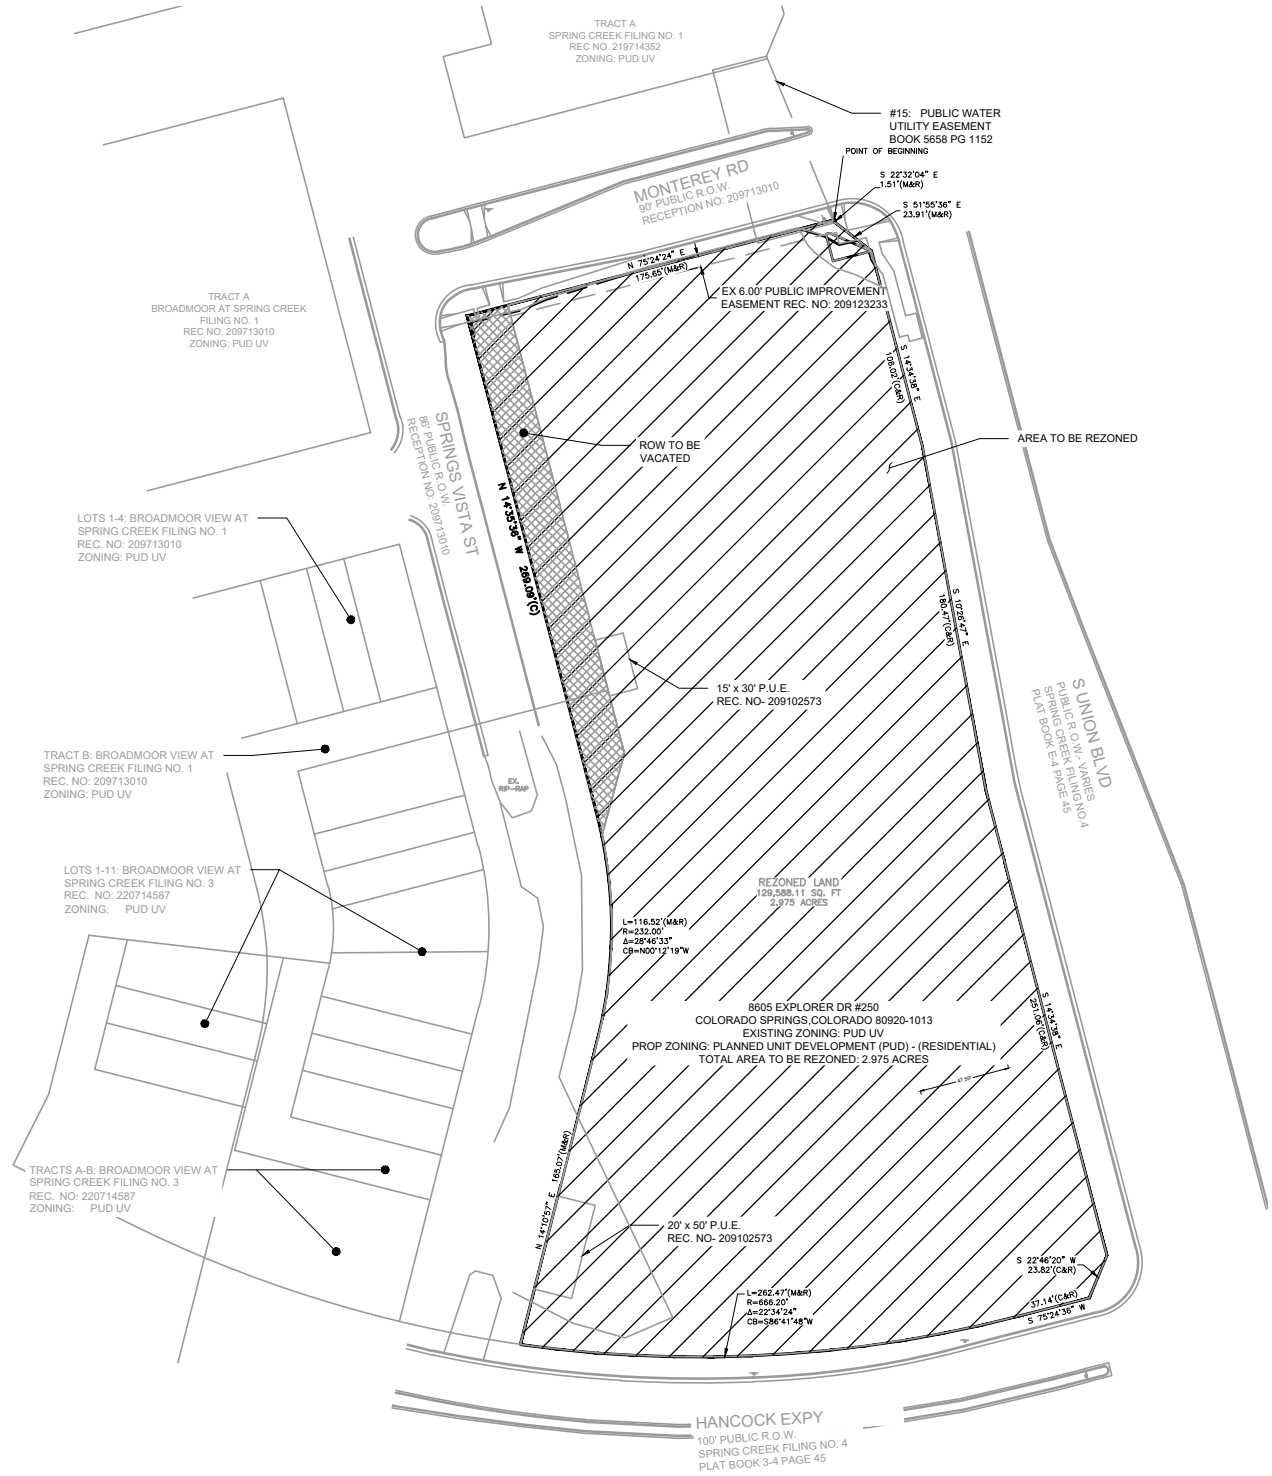 TRACT A
SPRING CREEK FILING NO. 1
REC NO. 219714352
ZONING: PUD UV
#15: PUBLIC WATER
UTILITY EASEMENT
BOOK 5658 PG 1152
POINT OF BEGINNING
S 22°32'04" E
1.51'(M&R)
S 51°55'36" E
23.91'(M&R)
MONTEREY RD
90' PUBLIC R.O.W.
RECEPTION NO: 209713010
N 75°24'24" E
175.65'(M&R)
EX 6.00' PUBLIC IMPROVEMENT
EASEMENT REC. NO: 209123233
TRACT A
BROADMOOR AT SPRING CREEK
FILING NO. 1
REC NO. 209713010
ZONING: PUD UV
S 14°34'38" E
106.02'(C&R)
SPRINGS VISTA ST
86' PUBLIC R.O.W.
RECEPTION NO: 209713010
ROW TO BE
VACATED
AREA TO BE REZONED
N 14°35'36" W 269.09'(C)
LOTS 1-4: BROADMOOR VIEW AT
SPRING CREEK FILING NO. 1
REC. NO: 209713010
ZONING: PUD UV
S 10°26'47" E
180.47'(C&R)
15' x 30' P.U.E.
REC. NO- 209102573
S UNION BLVD
PUBLIC R.O.W.- VARIES
SPRING CREEK FILING NO.4
PLAT BOOK E-4 PAGE 45
TRACT B: BROADMOOR VIEW AT
SPRING CREEK FILING NO. 1
REC. NO: 209713010
ZONING: PUD UV
EX.
RIP-RAP
LOTS 1-11: BROADMOOR VIEW AT
SPRING CREEK FILING NO. 3
REC. NO: 220714587
ZONING: PUD UV
REZONED LAND
129,588.11 SQ. FT
2.975 ACRES
L=116.52'(M&R)
R=232.00'
Δ=28°46'33"
CB=N00°12'19"W
8605 EXPLORER DR #250
COLORADO SPRINGS,COLORADO 80920-1013
EXISTING ZONING: PUD UV
PROP ZONING: PLANNED UNIT DEVELOPMENT (PUD) - (RESIDENTIAL)
TOTAL AREA TO BE REZONED: 2.975 ACRES
S 14°34'38" E
251.06'(C&R)
47.50'
TRACTS A-B: BROADMOOR VIEW AT
SPRING CREEK FILING NO. 3
REC. NO: 220714587
ZONING: PUD UV
N 14°10'57" E 165.07'(M&R)
20' x 50' P.U.E.
REC. NO- 209102573
S 22°46'20" W
23.82'(C&R)
L=262.47'(M&R)
R=666.20'
Δ=22°34'24"
CB=S86°41'48"W
37.14'(C&R)
S 75°24'36" W
HANCOCK EXPY
100' PUBLIC R.O.W.
SPRING CREEK FILING NO. 4
PLAT BOOK 3-4 PAGE 45